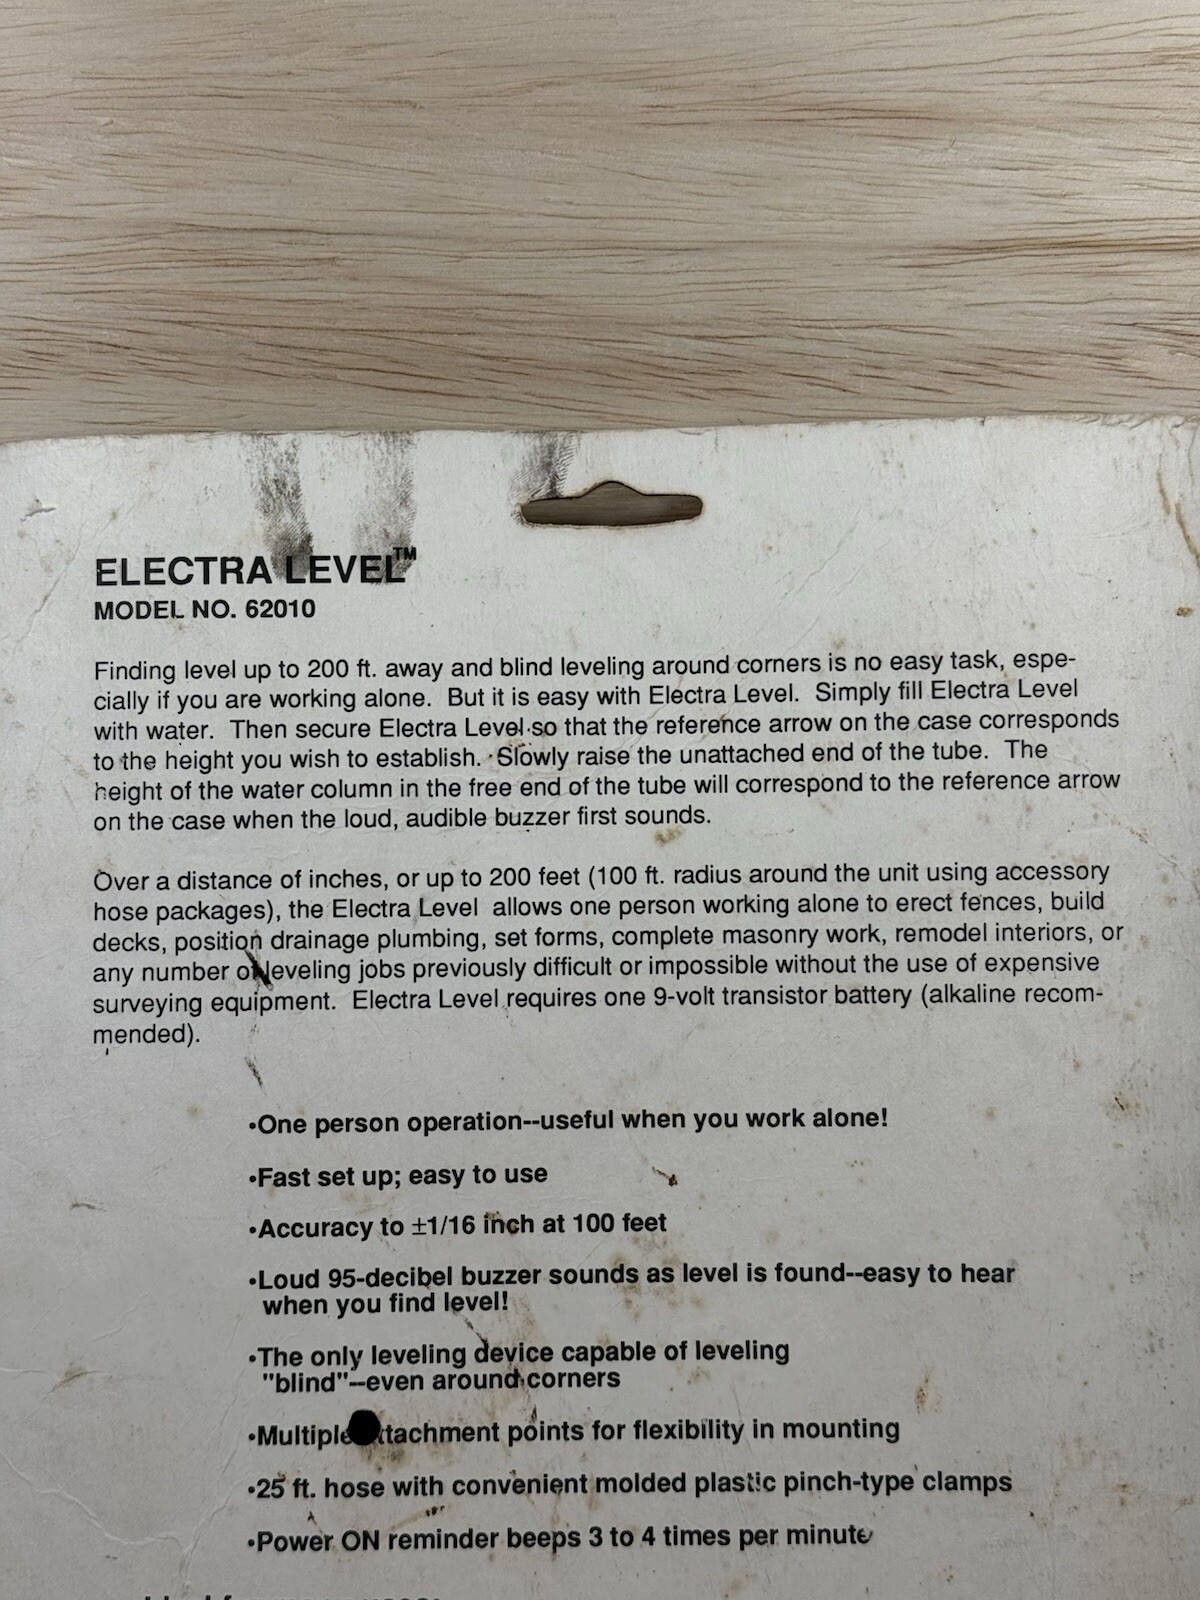 ELECTRA LEVEL™
MODEL NO. 62010
Finding level up to 200 ft. away and blind leveling around corners is no easy task, espe-
cially if you are working alone. But it is easy with Electra Level. Simply fill Electra Level
with water. Then secure Electra Level so that the reference arrow on the case corresponds
to the height you wish to establish. Slowly raise the unattached end of the tube. The
height of the water column in the free end of the tube will correspond to the reference arrow
on the case when the loud, audible buzzer first sounds.
Over a distance of inches, or up to 200 feet (100 ft. radius around the unit using accessory
hose packages), the Electra Level allows one person working alone to erect fences, build
decks, position drainage plumbing, set forms, complete masonry work, remodel interiors, or
any number of leveling jobs previously difficult or impossible without the use of expensive
surveying equipment. Electra Level requires one 9-volt transistor battery (alkaline recom-
mended).
•One person operation--useful when you work alone!
•Fast set up; easy to use
•Accuracy to ±1/16 inch at 100 feet
•Loud 95-decibel buzzer sounds as level is found--easy to hear
when you find level!
•The only leveling device capable of leveling
"blind"--even around corners
•Multiple attachment points for flexibility in mounting
•25 ft. hose with convenient molded plastic pinch-type clamps
•Power ON reminder beeps 3 to 4 times per minute